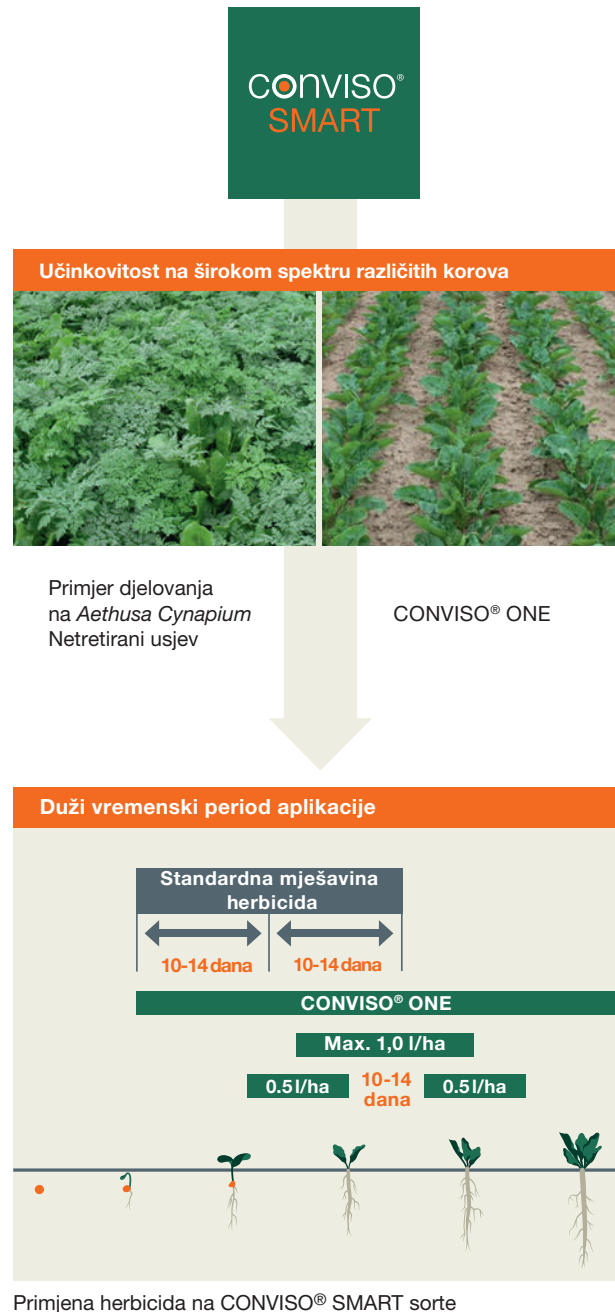 CONVISO®
SMART
Učinkovitost na širokom spektru različitih korova
Primjer djelovanja
na Aethusa Cynapium
Netretirani usjev
CONVISO® ONE
Duži vremenski period aplikacije
Standardna mješavina
herbicida
10-14 dana
10-14 dana
CONVISO® ONE
Max. 1,0 l/ha
0.5 l/ha
10-14
dana
0.5 l/ha
Primjena herbicida na CONVISO® SMART sorte